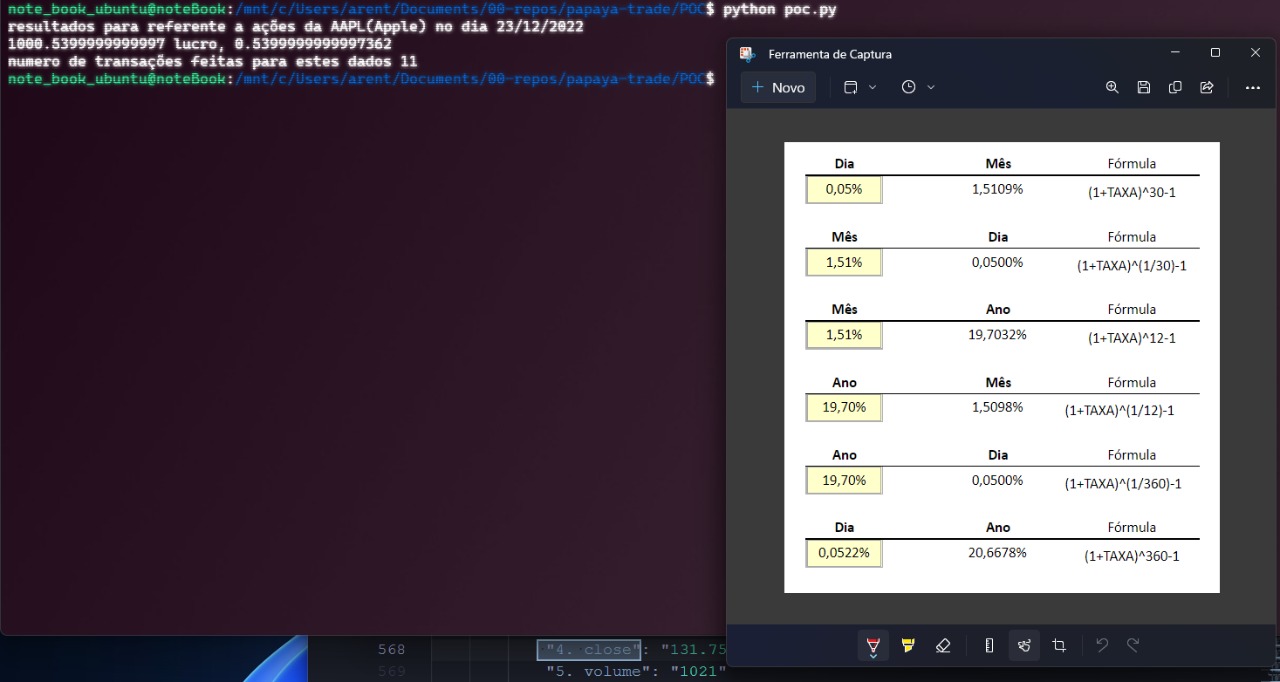 note_book_ubuntu@noteBook:/mnt/c/Users/arent/Documents/00-repos/papaya-trade/POC$ python poc.py
resultados para referente a ações da AAPL(Apple) no dia 23/12/2022
1000.5399999999997 lucro, 0.5399999999997362
numero de transações feitas para estes dados 11
note_book_ubuntu@noteBook:/mnt/c/Users/arent/Documents/00-repos/papaya-trade/POC$
Ferramenta de Captura
Novo
Dia Mês Fórmula
0,05% 1,5109% (1+TAXA)^30-1
Mês Dia Fórmula
1,51% 0,0500% (1+TAXA)^(1/30)-1
Mês Ano Fórmula
1,51% 19,7032% (1+TAXA)^12-1
Ano Mês Fórmula
19,70% 1,5098% (1+TAXA)^(1/12)-1
Ano Dia Fórmula
19,70% 0,0500% (1+TAXA)^(1/360)-1
Dia Ano Fórmula
0,0522% 20,6678% (1+TAXA)^360-1
568 "4. close": "131.75
569 "5. volume": "1021"